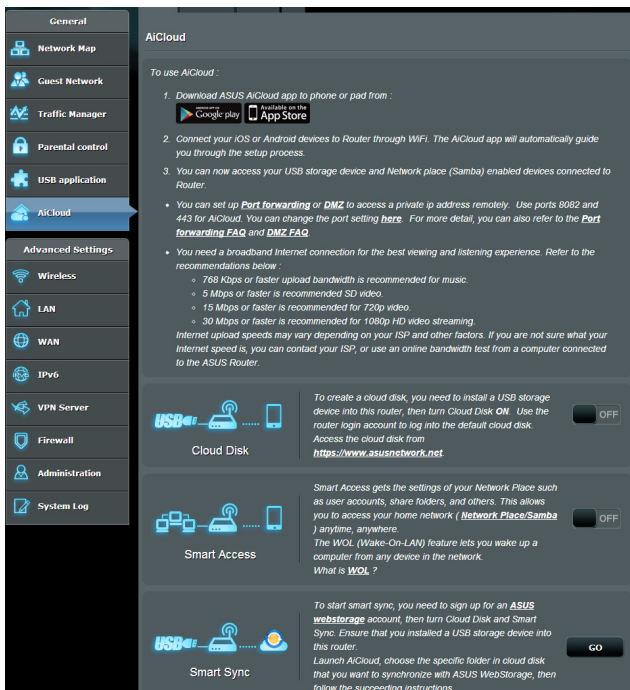 General
Network Map
Guest Network
Traffic Manager
Parental control
USB application
AiCloud
Advanced Settings
Wireless
LAN
WAN
IPv6
VPN Server
Firewall
Administration
System Log
AiCloud
To use AiCloud :
1. Download ASUS AiCloud app to phone or pad from :
ANDROID APP ON
Google play
Available on the
App Store
2. Connect your iOS or Android devices to Router through WiFi. The AiCloud app will automatically guide
you through the setup process.
3. You can now access your USB storage device and Network place (Samba) enabled devices connected to
Router.
• You can set up Port forwarding or DMZ to access a private ip address remotely. Use ports 8082 and
443 for AiCloud. You can change the port setting here. For more detail, you can also refer to the Port
forwarding FAQ and DMZ FAQ.
• You need a broadband Internet connection for the best viewing and listening experience. Refer to the
recommendations below :
○ 768 Kbps or faster upload bandwidth is recommended for music.
○ 5 Mbps or faster is recommended SD video.
○ 15 Mbps or faster is recommended for 720p video.
○ 30 Mbps or faster is recommended for 1080p HD video streaming.
Internet upload speeds may vary depending on your ISP and other factors. If you are not sure what your
Internet speed is, you can contact your ISP, or use an online bandwidth test from a computer connected
to the ASUS Router.
USB
Cloud Disk
To create a cloud disk, you need to install a USB storage
device into this router, then turn Cloud Disk ON. Use the
router login account to log into the default cloud disk.
Access the cloud disk from
https://www.asusnetwork.net.
OFF
Smart Access
Smart Access gets the settings of your Network Place such
as user accounts, share folders, and others. This allows
you to access your home network ( Network Place/Samba
) anytime, anywhere.
The WOL (Wake-On-LAN) feature lets you wake up a
computer from any device in the network.
What is WOL ?
OFF
USB
Smart Sync
To start smart sync, you need to sign up for an ASUS
webstorage account, then turn Cloud Disk and Smart
Sync. Ensure that you installed a USB storage device into
this router.
Launch AiCloud, choose the specific folder in cloud disk
that you want to synchronize with ASUS WebStorage, then
follow the succeeding instructions.
GO